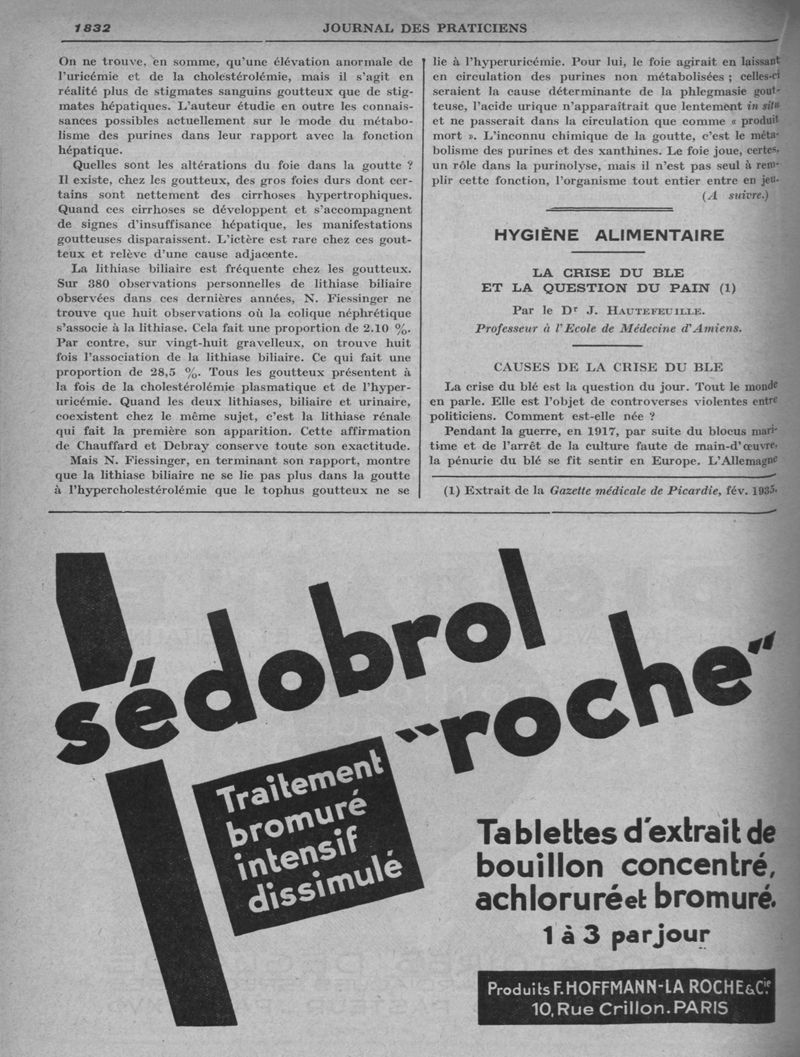 1832
JOURNAL DES PRATICIENS
On ne trouve, en somme, qu'une élévation anormale de
l'uricémie et de la cholestérolémie, mais il s'agit en
réalité plus de stigmates sanguins goutteux que de stig-
mates hépatiques. L'auteur étudie en outre les connais-
sances possibles actuellement sur le mode du métabo-
lisme des purines dans leur rapport avec la fonction
hépatique.
Quelles sont les altérations du foie dans la goutte ?
Il existe, chez les goutteux, des gros foies durs dont cer-
tains sont nettement des cirrhoses hypertrophiques.
Quand ces cirrhoses se développent et s'accompagnent
de signes d'insuffisance hépatique, les manifestations
goutteuses disparaissent. L'ictère est rare chez ces gout-
teux et relève d'une cause adjacente.
La lithiase biliaire est fréquente chez les goutteux.
Sur 380 observations personnelles de lithiase biliaire
observées dans ces dernières années, N. Fiessinger ne
trouve que huit observations où la colique néphrétique
s'associe à la lithiase. Cela fait une proportion de 2.10 %.
Par contre, sur vingt-huit gravelleux, on trouve huit
fois l'association de la lithiase biliaire. Ce qui fait une
proportion de 28,5 %. Tous les goutteux présentent à
la fois de la cholestérolémie plasmatique et de l'hyper-
uricémie. Quand les deux lithiases, biliaire et urinaire,
coexistent chez le même sujet, c'est la lithiase rénale
qui fait la première son apparition. Cette affirmation
de Chauffard et Debray conserve toute son exactitude.
Mais N. Fiessinger, en terminant son rapport, montre
que la lithiase biliaire ne se lie pas plus dans la goutte
à l'hypercholestérolémie que le tophus goutteux ne se
lie à l'hyperuricémie. Pour lui, le foie agirait en laissant
en circulation des purines non métabolisées ; celles-ci
seraient la cause déterminante de la phlegmasie gout-
teuse, l'acide urique n'apparaîtrait que lentement in situ
et ne passerait dans la circulation que comme « produit
mort ». L'inconnu chimique de la goutte, c'est le méta-
bolisme des purines et des xanthines. Le foie joue, certes,
un rôle dans la purinolyse, mais il n'est pas seul à rem-
plir cette fonction, l'organisme tout entier entre en jeu.
(A suivre.)
HYGIÈNE ALIMENTAIRE
LA CRISE DU BLE
ET LA QUESTION DU PAIN (1)
Par le Dr J. HAUTEFEUILLE.
Professeur à l'Ecole de Médecine d'Amiens.
CAUSES DE LA CRISE DU BLE
La crise du blé est la question du jour. Tout le monde
en parle. Elle est l'objet de controverses violentes entre
politiciens. Comment est-elle née ?
Pendant la guerre, en 1917, par suite du blocus mari-
time et de l'arrêt de la culture faute de main-d'œuvre,
la pénurie du blé se fit sentir en Europe. L'Allemagne
(1) Extrait de la Gazette médicale de Picardie, fév. 1935.
sédobrol
"roche"
Traitement
bromuré
intensif
dissimulé
Tablettes d'extrait de
bouillon concentré,
achloruré et bromuré.
1 à 3 par jour
Produits F. HOFFMANN-LA ROCHE & Cie
10, Rue Crillon. PARIS